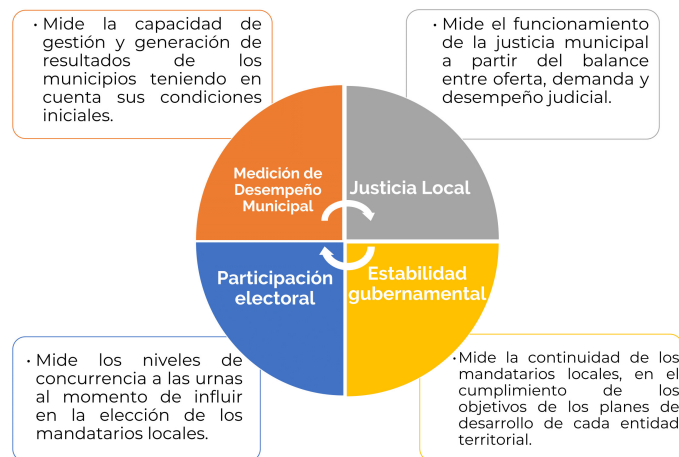 · Mide la capacidad de
gestión y generación de
resultados de los
municipios teniendo en
cuenta sus condiciones
iniciales.
· Mide el funcionamiento
de la justicia municipal
a partir del balance
entre oferta, demanda y
desempeño judicial.
Medición de
Desempeño
Municipal
Justicia Local
Participación
electoral
Estabilidad
gubernamental
· Mide los niveles de
concurrencia a las urnas
al momento de influir
en la elección de los
mandatarios locales.
· Mide la continuidad de los
mandatarios locales, en el
cumplimiento de los
objetivos de los planes de
desarrollo de cada entidad
territorial.